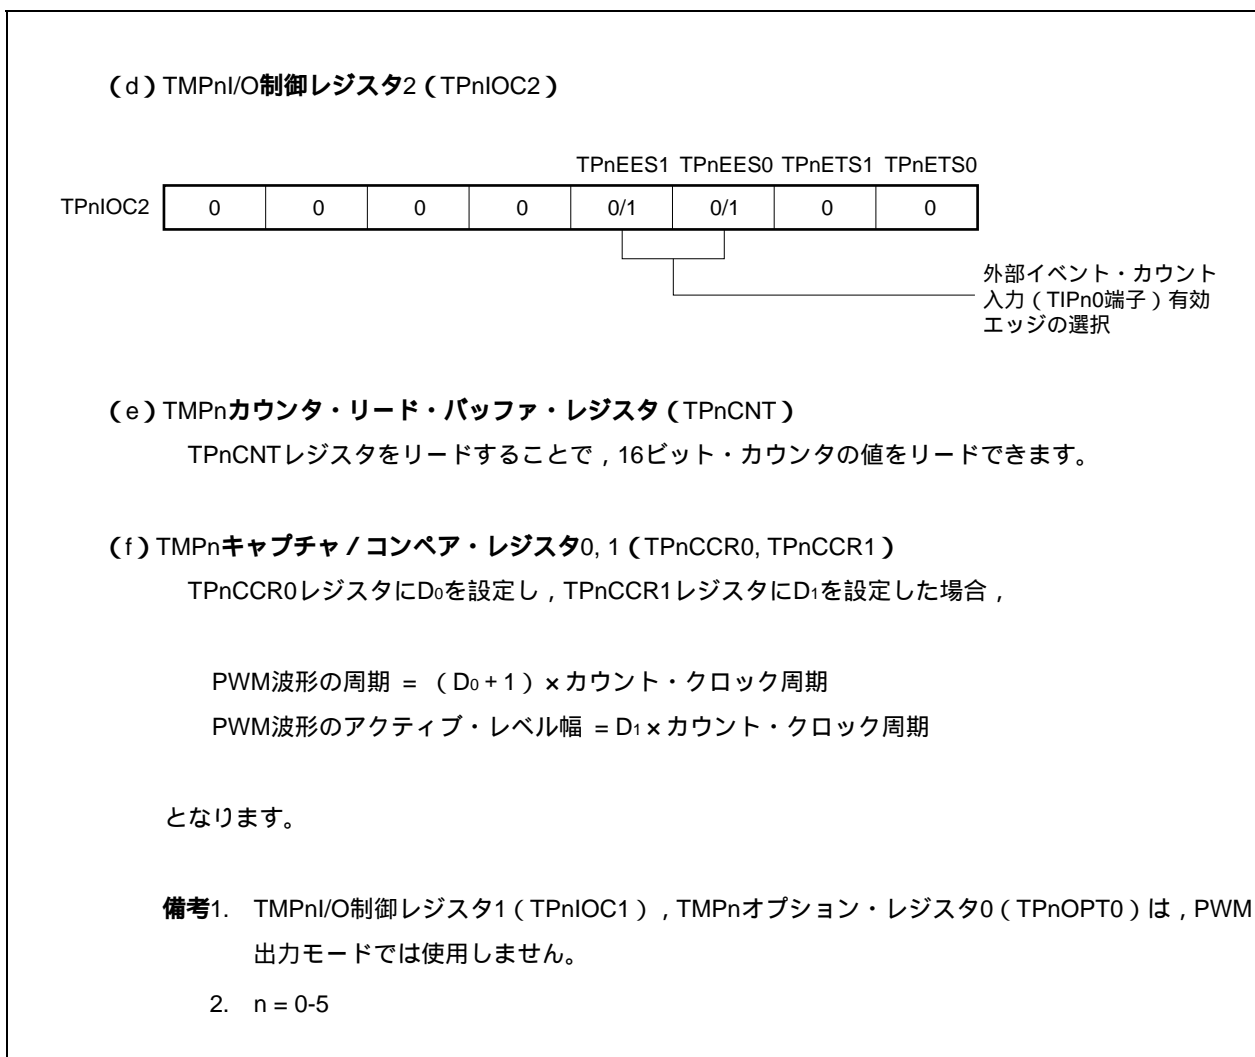 （d）TMPnI/O制御レジスタ2（TPnIOC2）
TPnEES1 TPnEES0 TPnETS1 TPnETS0
TPnIOC2 0 0 0 0 0/1 0/1 0 0
外部イベント・カウント
入力（TIPn0端子）有効
エッジの選択
（e）TMPnカウンタ・リード・バッファ・レジスタ（TPnCNT）
TPnCNTレジスタをリードすることで，16ビット・カウンタの値をリードできます。
（f）TMPnキャプチャ／コンペア・レジスタ0, 1（TPnCCR0, TPnCCR1）
TPnCCR0レジスタにD0を設定し，TPnCCR1レジスタにD1を設定した場合，
PWM波形の周期 = （D0 + 1）×カウント・クロック周期
PWM波形のアクティブ・レベル幅 = D1×カウント・クロック周期
となります。
備考1. TMPnI/O制御レジスタ1（TPnIOC1），TMPnオプション・レジスタ0（TPnOPT0）は，PWM
出力モードでは使用しません。
2. n = 0-5